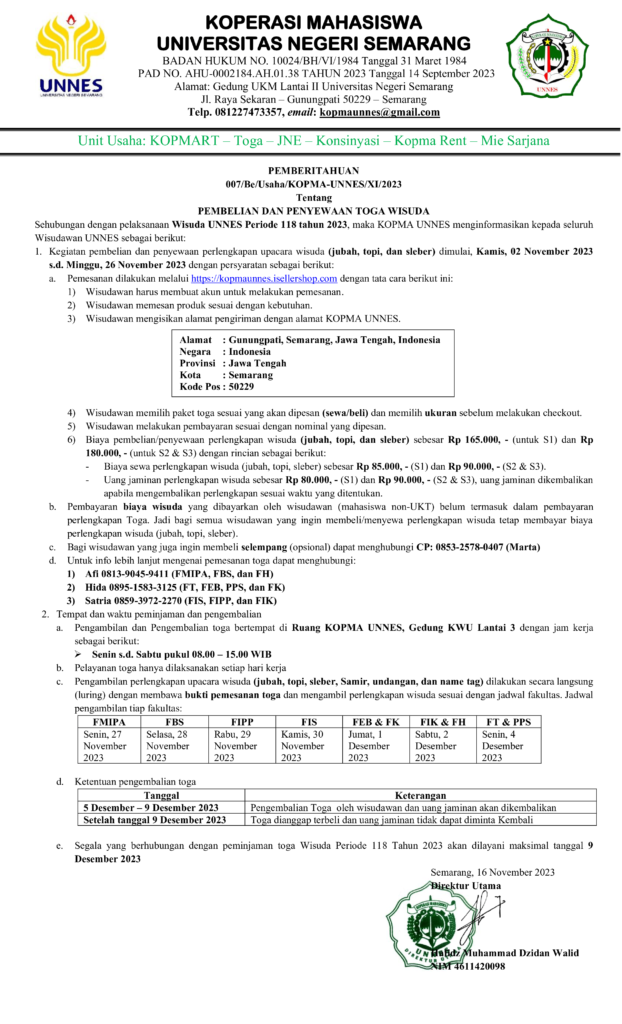 KOPERASI MAHASISWA
UNIVERSITAS NEGERI SEMARANG
BADAN HUKUM NO. 10024/BH/VI/1984 Tanggal 31 Maret 1984
PAD NO. AHU-0002184.AH.01.38 TAHUN 2023 Tanggal 14 September 2023
Alamat: Gedung UKM Lantai II Universitas Negeri Semarang
Jl. Raya Sekaran – Gunungpati 50229 – Semarang
Telp. 081227473357, email: kopmaunnes@gmail.com
UNNES
UNIVERSITAS NEGERI SEMARANG
UNNES
Unit Usaha: KOPMART – Toga – JNE – Konsinyasi – Kopma Rent – Mie Sarjana
PEMBERITAHUAN
007/Be/Usaha/KOPMA-UNNES/XI/2023
Tentang
PEMBELIAN DAN PENYEWAAN TOGA WISUDA
Sehubungan dengan pelaksanaan Wisuda UNNES Periode 118 tahun 2023, maka KOPMA UNNES menginformasikan kepada seluruh
Wisudawan UNNES sebagai berikut:
1. Kegiatan pembelian dan penyewaan perlengkapan upacara wisuda (jubah, topi, dan sleber) dimulai, Kamis, 02 November 2023
s.d. Minggu, 26 November 2023 dengan persyaratan sebagai berikut:
a. Pemesanan dilakukan melalui https://kopmaunnes.isellershop.com dengan tata cara berikut ini:
1) Wisudawan harus membuat akun untuk melakukan pemesanan.
2) Wisudawan memesan produk sesuai dengan kebutuhan.
3) Wisudawan mengisikan alamat pengiriman dengan alamat KOPMA UNNES.
Alamat : Gunungpati, Semarang, Jawa Tengah, Indonesia
Negara : Indonesia
Provinsi : Jawa Tengah
Kota : Semarang
Kode Pos : 50229
4) Wisudawan memilih paket toga sesuai yang akan dipesan (sewa/beli) dan memilih ukuran sebelum melakukan checkout.
5) Wisudawan melakukan pembayaran sesuai dengan nominal yang dipesan.
6) Biaya pembelian/penyewaan perlengkapan wisuda (jubah, topi, dan sleber) sebesar Rp 165.000, - (untuk S1) dan Rp
180.000, - (untuk S2 & S3) dengan rincian sebagai berikut:
- Biaya sewa perlengkapan wisuda (jubah, topi, sleber) sebesar Rp 85.000, - (S1) dan Rp 90.000, - (S2 & S3).
- Uang jaminan perlengkapan wisuda sebesar Rp 80.000, - (S1) dan Rp 90.000, - (S2 & S3), uang jaminan dikembalikan
apabila mengembalikan perlengkapan sesuai waktu yang ditentukan.
b. Pembayaran biaya wisuda yang dibayarkan oleh wisudawan (mahasiswa non-UKT) belum termasuk dalam pembayaran
perlengkapan Toga. Jadi bagi semua wisudawan yang ingin membeli/menyewa perlengkapan wisuda tetap membayar biaya
perlengkapan wisuda (jubah, topi, sleber).
c. Bagi wisudawan yang juga ingin membeli selempang (opsional) dapat menghubungi CP: 0853-2578-0407 (Marta)
d. Untuk info lebih lanjut mengenai pemesanan toga dapat menghubungi:
1) Afi 0813-9045-9411 (FMIPA, FBS, dan FH)
2) Hida 0895-1583-3125 (FT, FEB, PPS, dan FK)
3) Satria 0859-3972-2270 (FIS, FIPP, dan FIK)
2. Tempat dan waktu peminjaman dan pengembalian
a. Pengambilan dan Pengembalian toga bertempat di Ruang KOPMA UNNES, Gedung KWU Lantai 3 dengan jam kerja
sebagai berikut:
➤ Senin s.d. Sabtu pukul 08.00 – 15.00 WIB
b. Pelayanan toga hanya dilaksanakan setiap hari kerja
c. Pengambilan perlengkapan upacara wisuda (jubah, topi, sleber, Samir, undangan, dan name tag) dilakukan secara langsung
(luring) dengan membawa bukti pemesanan toga dan mengambil perlengkapan wisuda sesuai dengan jadwal fakultas. Jadwal
pengambilan tiap fakultas:
FMIPA FBS FIPP FIS FEB & FK FIK & FH FT & PPS
Senin, 27 Selasa, 28 Rabu, 29 Kamis, 30 Jumat, 1 Sabtu, 2 Senin, 4
November November November November Desember Desember Desember
2023 2023 2023 2023 2023 2023 2023
d. Ketentuan pengembalian toga
Tanggal Keterangan
5 Desember – 9 Desember 2023 Pengembalian Toga oleh wisudawan dan uang jaminan akan dikembalikan
Setelah tanggal 9 Desember 2023 Toga dianggap terbeli dan uang jaminan tidak dapat diminta Kembali
e. Segala yang berhubungan dengan peminjaman toga Wisuda Periode 118 Tahun 2023 akan dilayani maksimal tanggal 9
Desember 2023
Semarang, 16 November 2023
Direktur Utama
Hafidz Muhammad Dzidan Walid
NIM 4611420098